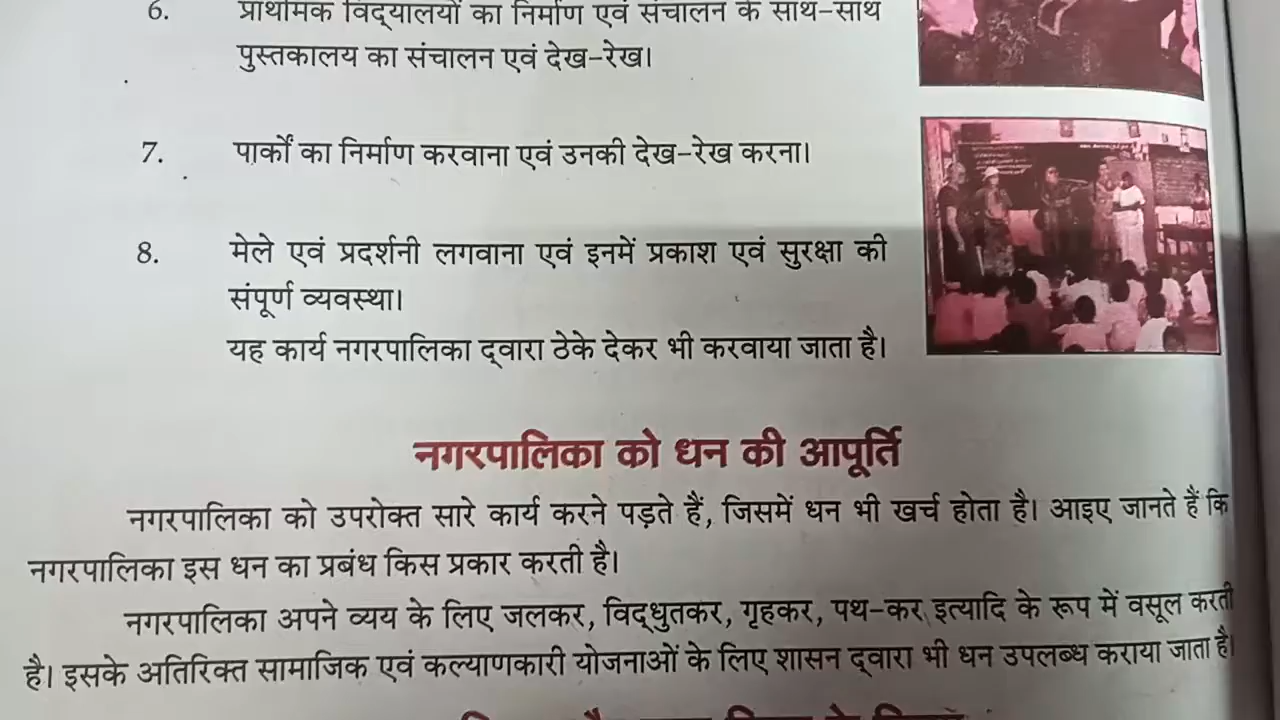 6. प्राथमिक विद्यालयों का निर्माण एवं संचालन के साथ-साथ
पुस्तकालय का संचालन एवं देख-रेख।
7. पार्कों का निर्माण करवाना एवं उनकी देख-रेख करना।
8. मेले एवं प्रदर्शनी लगवाना एवं इनमें प्रकाश एवं सुरक्षा की
संपूर्ण व्यवस्था।
यह कार्य नगरपालिका द्वारा ठेके देकर भी करवाया जाता है।
नगरपालिका को धन की आपूर्ति
नगरपालिका को उपरोक्त सारे कार्य करने पड़ते हैं, जिसमें धन भी खर्च होता है। आइए जानते हैं कि
नगरपालिका इस धन का प्रबंध किस प्रकार करती है।
नगरपालिका अपने व्यय के लिए जलकर, विद्धुतकर, गृहकर, पथ-कर इत्यादि के रूप में वसूल करती
है। इसके अतिरिक्त सामाजिक एवं कल्याणकारी योजनाओं के लिए शासन द्वारा भी धन उपलब्ध कराया जाता है।